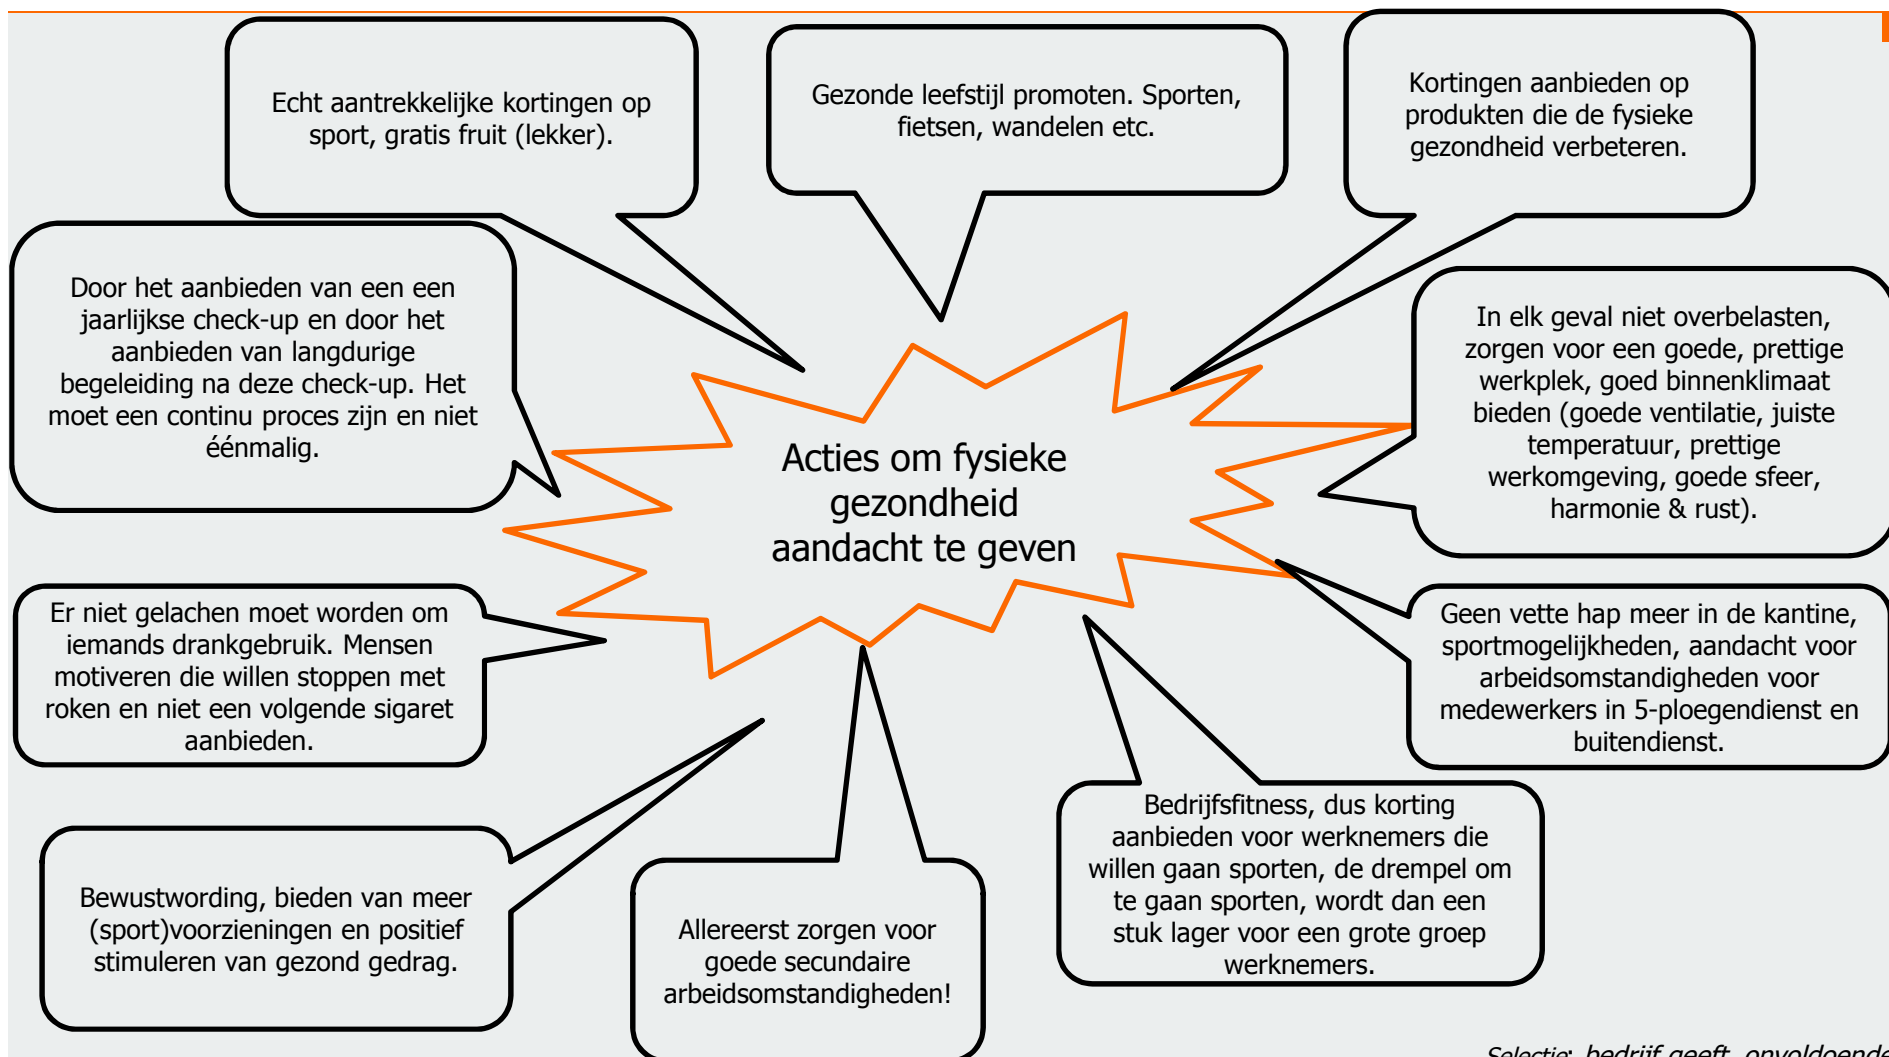 Echt aantrekkelijke kortingen op
sport, gratis fruit (lekker).
Gezonde leefstijl promoten. Sporten,
fietsen, wandelen etc.
Kortingen aanbieden op
produkten die de fysieke
gezondheid verbeteren.
Door het aanbieden van een een
jaarlijkse check-up en door het
aanbieden van langdurige
begeleiding na deze check-up. Het
moet een continu proces zijn en niet
éénmalig.
In elk geval niet overbelasten,
zorgen voor een goede, prettige
werkplek, goed binnenklimaat
bieden (goede ventilatie, juiste
temperatuur, prettige
werkomgeving, goede sfeer,
harmonie & rust).
Acties om fysieke
gezondheid
aandacht te geven
Er niet gelachen moet worden om
iemands drankgebruik. Mensen
motiveren die willen stoppen met
roken en niet een volgende sigaret
aanbieden.
Geen vette hap meer in de kantine,
sportmogelijkheden, aandacht voor
arbeidsomstandigheden voor
medewerkers in 5-ploegendienst en
buitendienst.
Bewustwording, bieden van meer
(sport)voorzieningen en positief
stimuleren van gezond gedrag.
Allereerst zorgen voor
goede secundaire
arbeidsomstandigheden!
Bedrijfsfitness, dus korting
aanbieden voor werknemers die
willen gaan sporten, de drempel om
te gaan sporten, wordt dan een
stuk lager voor een grote groep
werknemers.
Selectie: bedrijf geeft onvoldoende